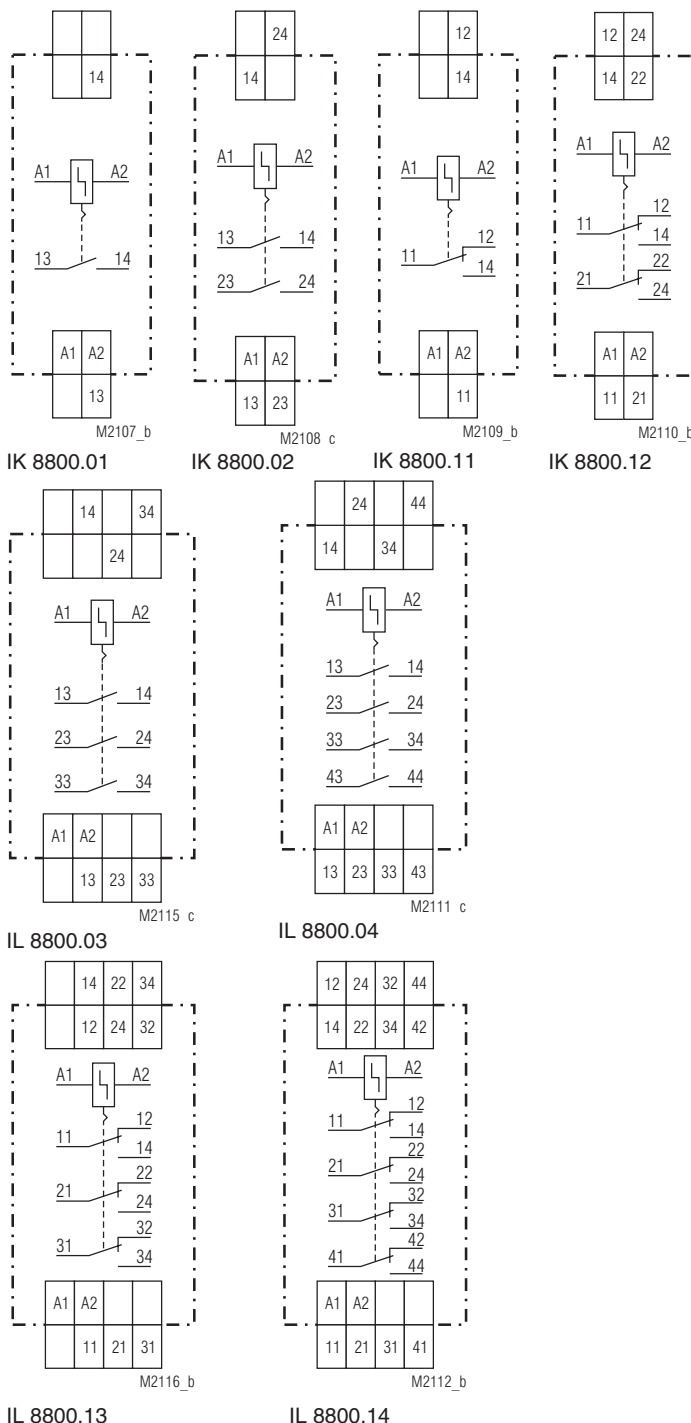 24 12 12 24
14 14 14 14 22
A1 A2 A1 A2 A1 A2 A1 A2
12
13 14 12 11 14
13 14 23 24 11 14 22
21 24
A1 A2 A1 A2 A1 A2 A1 A2
13 13 23 11 11 21
M2107_b M2108 c M2109_b M2110_b
IK 8800.01 IK 8800.02 IK 8800.11 IK 8800.12
14 34 24 44
24 14 34
A1 A2 A1 A2
13 14 13 14
23 24 23 24
33 34 33 34
43 44
A1 A2 A1 A2
13 23 33 13 23 33 43
M2115 c M2111 c
IL 8800.03 IL 8800.04
14 22 34 12 24 32 44
12 24 32 14 22 34 42
A1 A2 A1 A2
11 12 11 12
14 14
21 22 21 22
24 24
31 32 31 32
34 34
41 42
44
A1 A2 A1 A2
11 21 31 11 21 31 41
M2116_b M2112_b
IL 8800.13 IL 8800.14